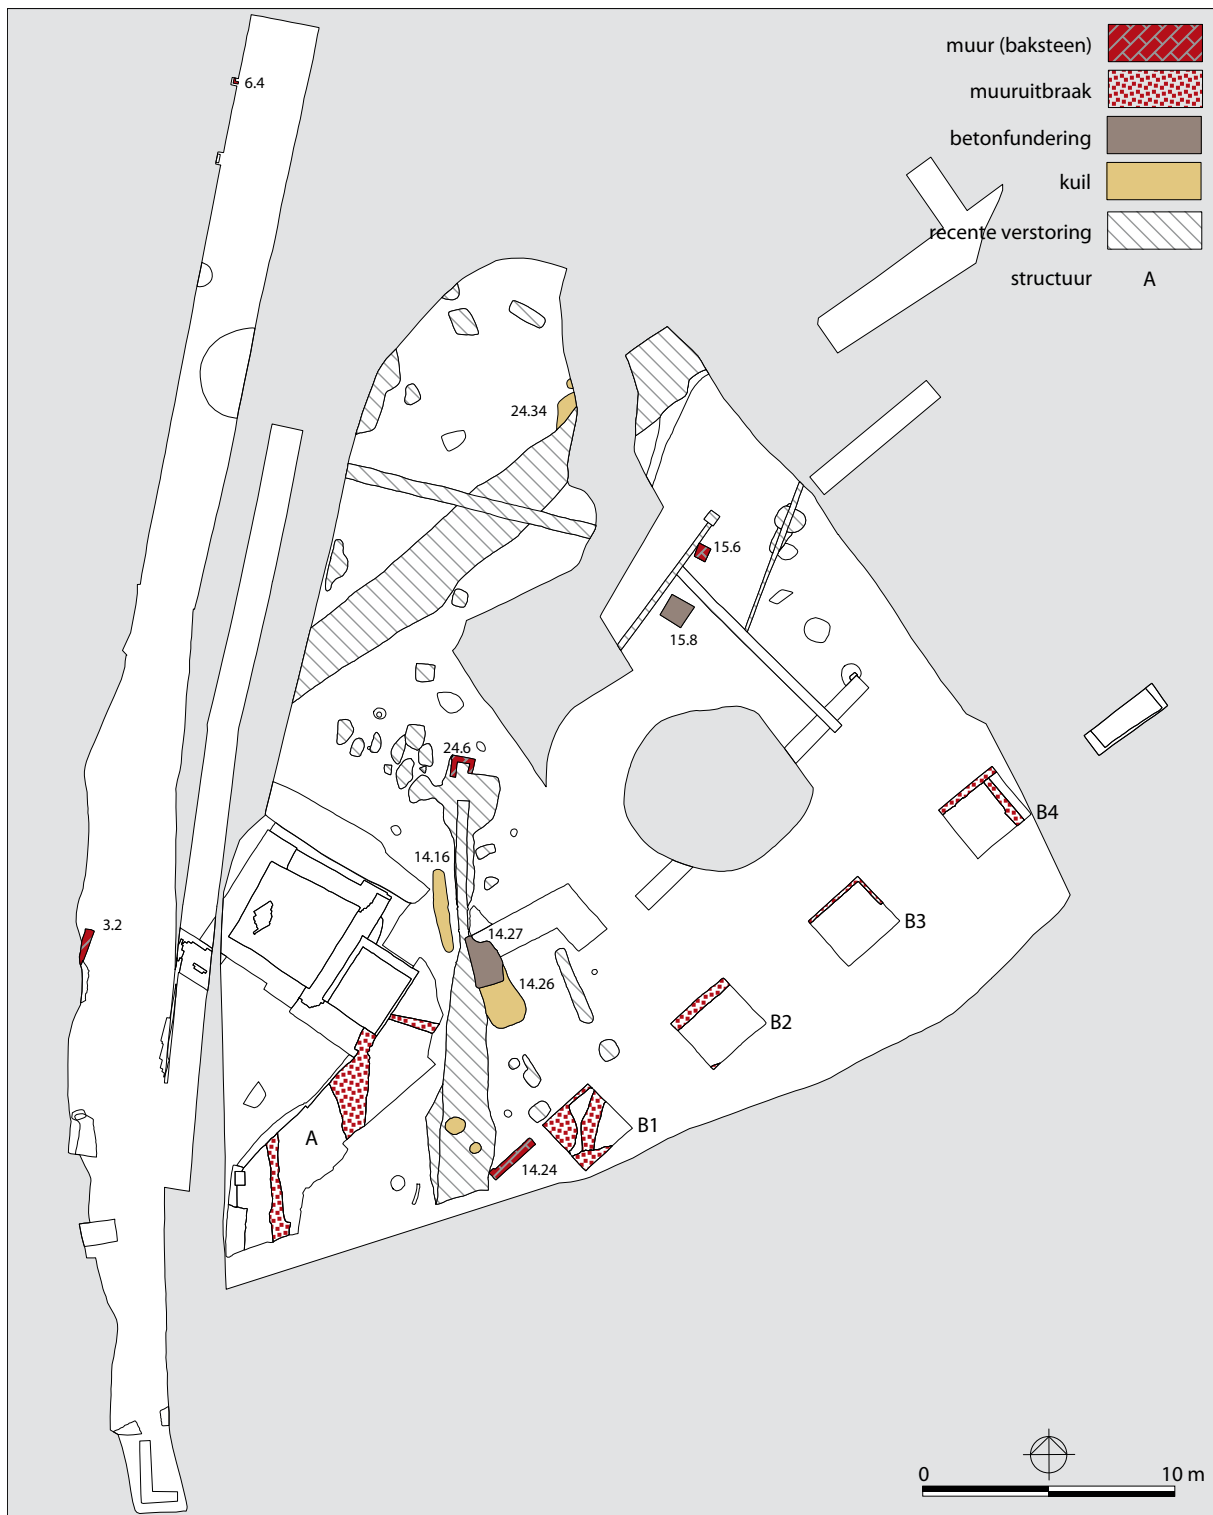 muur (baksteen)
muuruitbraak
betonfundering
kuil
recente verstoring
structuur A
6.4
24.34
15.6
15.8
24.6
B4
14.16
3.2
14.27
B3
14.26
B2
B1
A
14.24
0 10 m